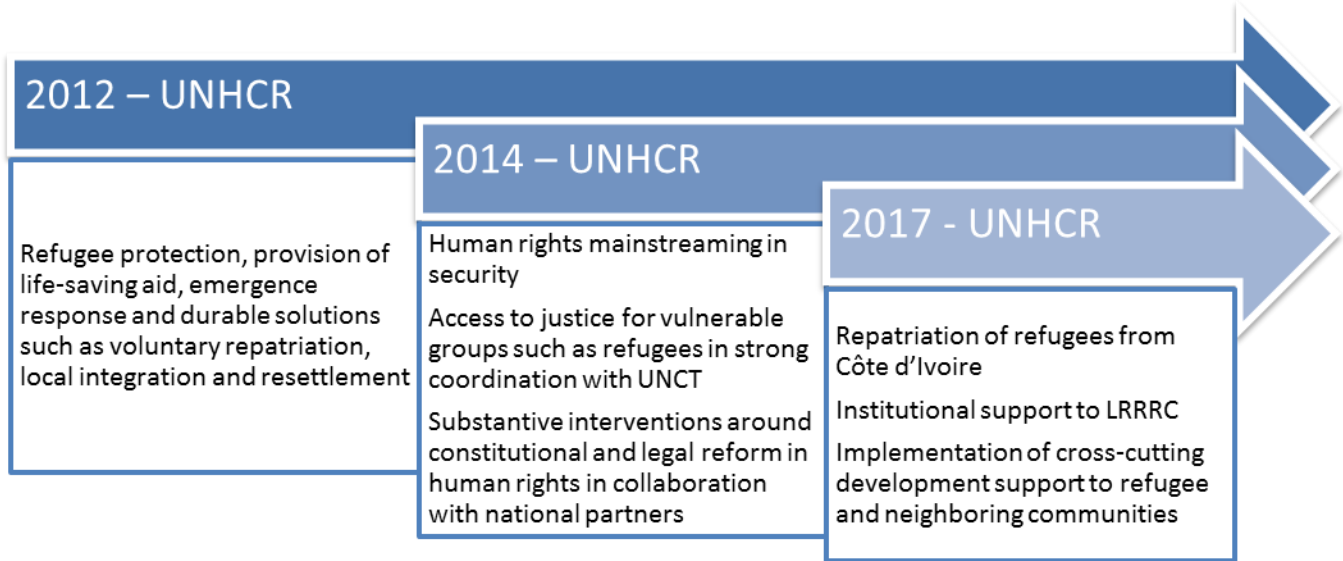 2012 – UNHCR
Refugee protection, provision of
life-saving aid, emergence
response and durable solutions
such as voluntary repatriation,
local integration and resettlement
2014 – UNHCR
Human rights mainstreaming in
security
Access to justice for vulnerable
groups such as refugees in strong
coordination with UNCT
Substantive interventions around
constitutional and legal reform in
human rights in collaboration
with national partners
2017 - UNHCR
Repatriation of refugees from
Côte d’Ivoire
Institutional support to LRRRC
Implementation of cross-cutting
development support to refugee
and neighboring communities